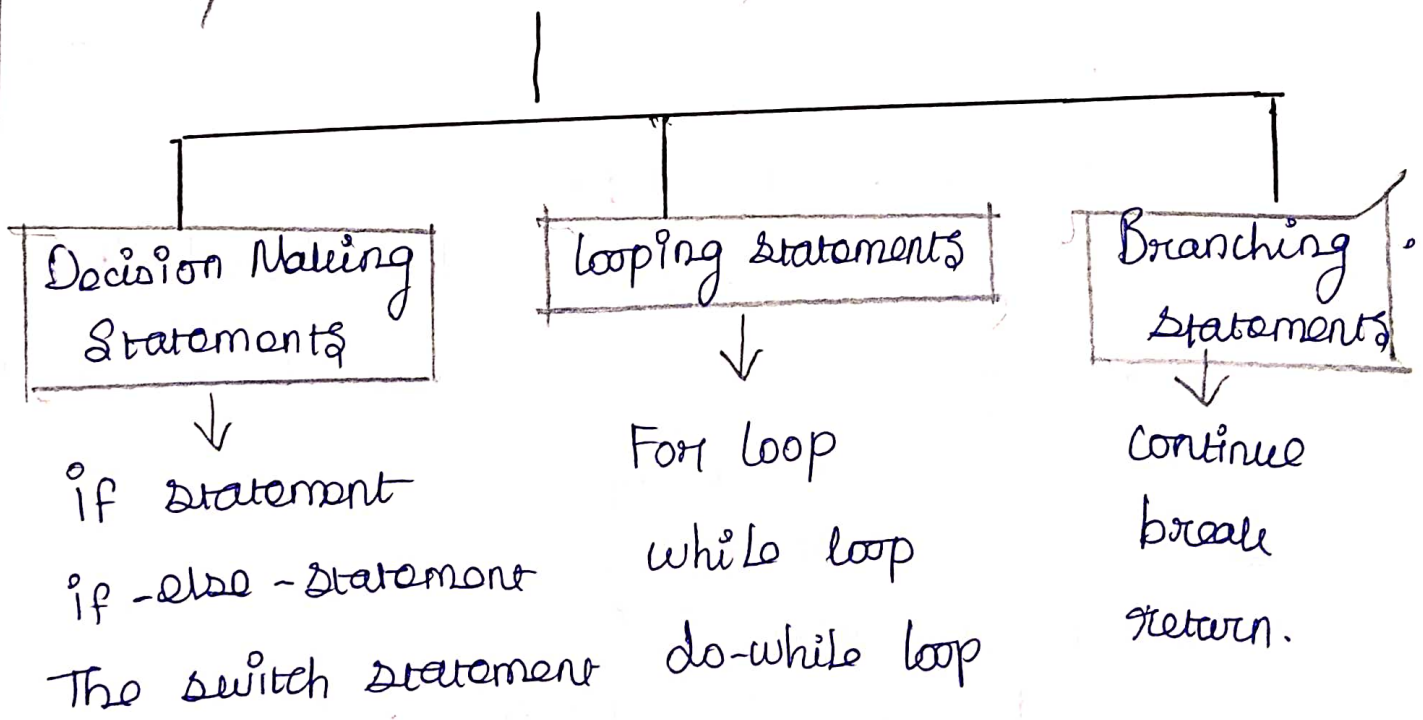 Decision Making
Statements
if statement
if-else-statement
The switch statement
Looping statements
For loop
while loop
do-while loop
Branching
statements
continue
break
return.